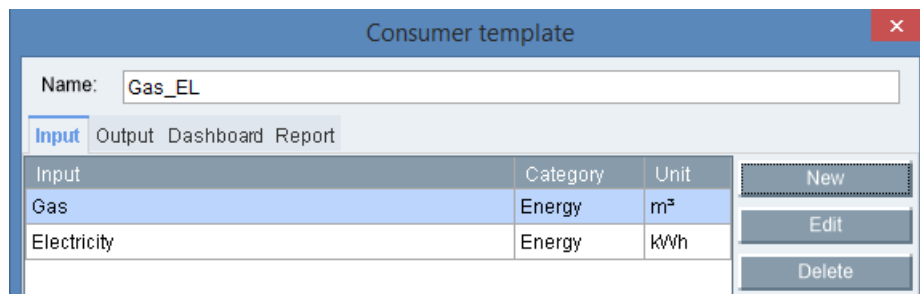 Consumer template
Name: Gas_EL
Input Output Dashboard Report
Input Category Unit New
Gas Energy m³
Edit
Electricity Energy kWh
Delete